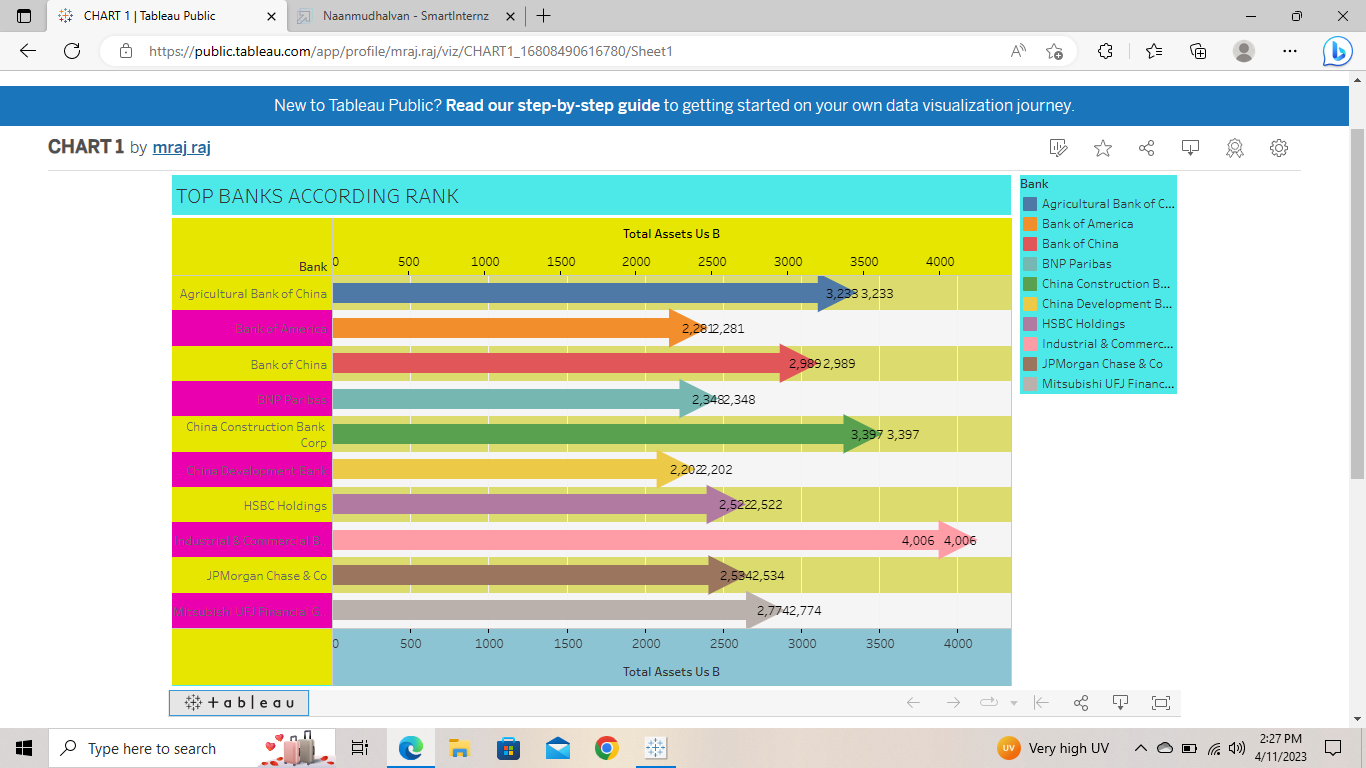 CHART 1 | Tableau Public
Naanmudhalvan - SmartInternz
https://public.tableau.com/app/profile/mraj.raj/viz/CHART1_16808490616780/Sheet1
New to Tableau Public? Read our step-by-step guide to getting started on your own data visualization journey.
CHART 1 by mraj raj
TOP BANKS ACCORDING RANK
Total Assets Us B
Bank
0 500 1000 1500 2000 2500 3000 3500 4000
Agricultural Bank of China 3,233 3,233
Bank of America 2,281 2,281
Bank of China 2,989 2,989
BNP Paribas 2,348 2,348
China Construction Bank
Corp 3,397 3,397
China Development Bank 2,202 2,202
HSBC Holdings 2,522 2,522
Industrial & Commercial B.. 4,006 4,006
JPMorgan Chase & Co 2,534 2,534
Mitsubishi UFJ Financial G.. 2,774 2,774
0 500 1000 1500 2000 2500 3000 3500 4000
Total Assets Us B
Bank
Agricultural Bank of C...
Bank of America
Bank of China
BNP Paribas
China Construction B...
China Development B...
HSBC Holdings
Industrial & Commerc...
JPMorgan Chase & Co
Mitsubishi UFJ Financ...
+ a b l e a u
Type here to search
UV Very high UV
2:27 PM
4/11/2023